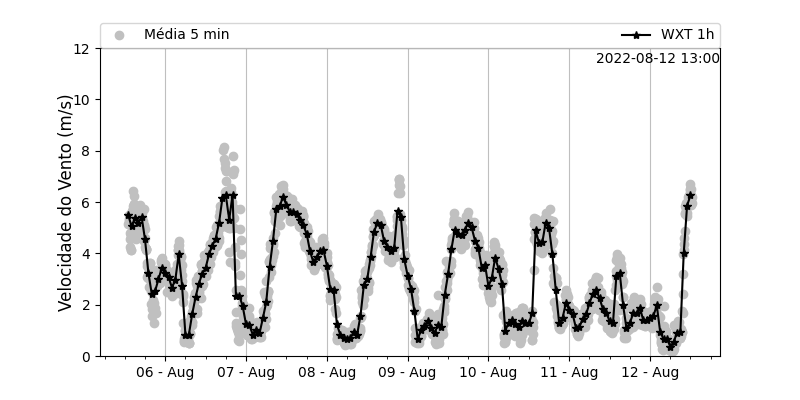 Média 5 min
WXT 1h
2022-08-12 13:00
Velocidade do Vento (m/s)
12
10
8
6
4
2
0
06 - Aug
07 - Aug
08 - Aug
09 - Aug
10 - Aug
11 - Aug
12 - Aug